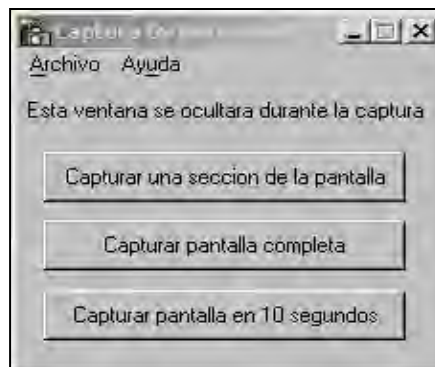 Archivo Ayuda
Esta ventana se ocultara durante la captura
Capturar una seccion de la pantalla
Capturar pantalla completa
Capturar pantalla en 10 segundos